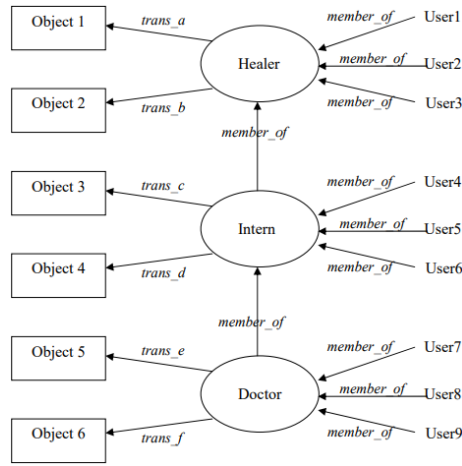 Object 1
trans_a
member_of
User1
Healer
member_of
User2
Object 2
trans_b
member_of
User3
member_of
Object 3
trans_c
member_of
User4
Intern
member_of
User5
Object 4
trans_d
member_of
User6
member_of
Object 5
trans_e
member_of
User7
Doctor
member_of
User8
Object 6
trans_f
member_of
User9